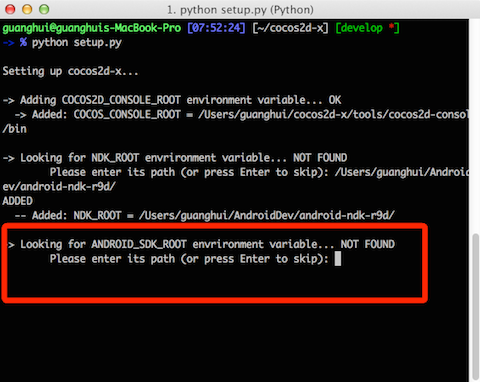 1. python setup.py (Python)
guanghui@guanghuis-MacBook-Pro [07:52:24] [~/cocos2d-x] [develop *]
-> % python setup.py
Setting up cocos2d-x...
-> Adding COCOS2D_CONSOLE_ROOT environment variable... OK
-> Added: COCOS_CONSOLE_ROOT = /Users/guanghui/cocos2d-x/tools/cocos2d-consol
/bin
-> Looking for NDK_ROOT envrironment variable... NOT FOUND
Please enter its path (or press Enter to skip): /Users/guanghui/Android
ev/android-ndk-r9d/
ADDED
-- Added: NDK_ROOT = /Users/guanghui/AndroidDev/android-ndk-r9d/
> Looking for ANDROID_SDK_ROOT envrironment variable... NOT FOUND
Please enter its path (or press Enter to skip):